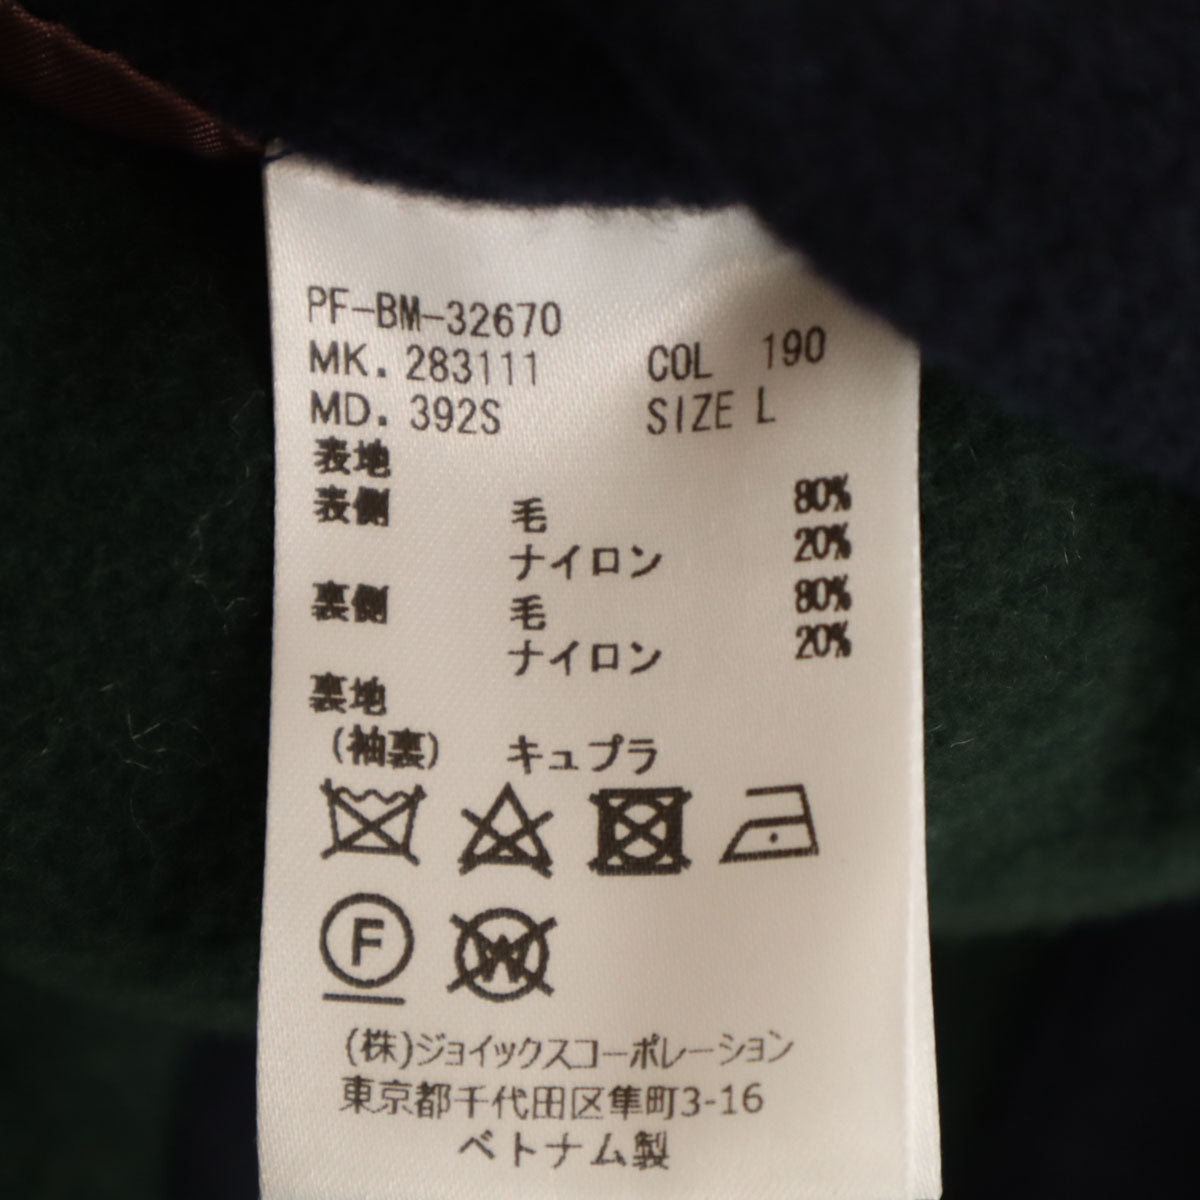 PF-BM-32670
MK. 283111 COL 190
MD. 392S SIZE L
表地
表側 毛 80%
ナイロン 20%
裏側 毛 80%
ナイロン 20%
裏地
(袖裏) キュプラ
F W
(株)ジョイックスコーポレーション
東京都千代田区隼町3-16
ベトナム製